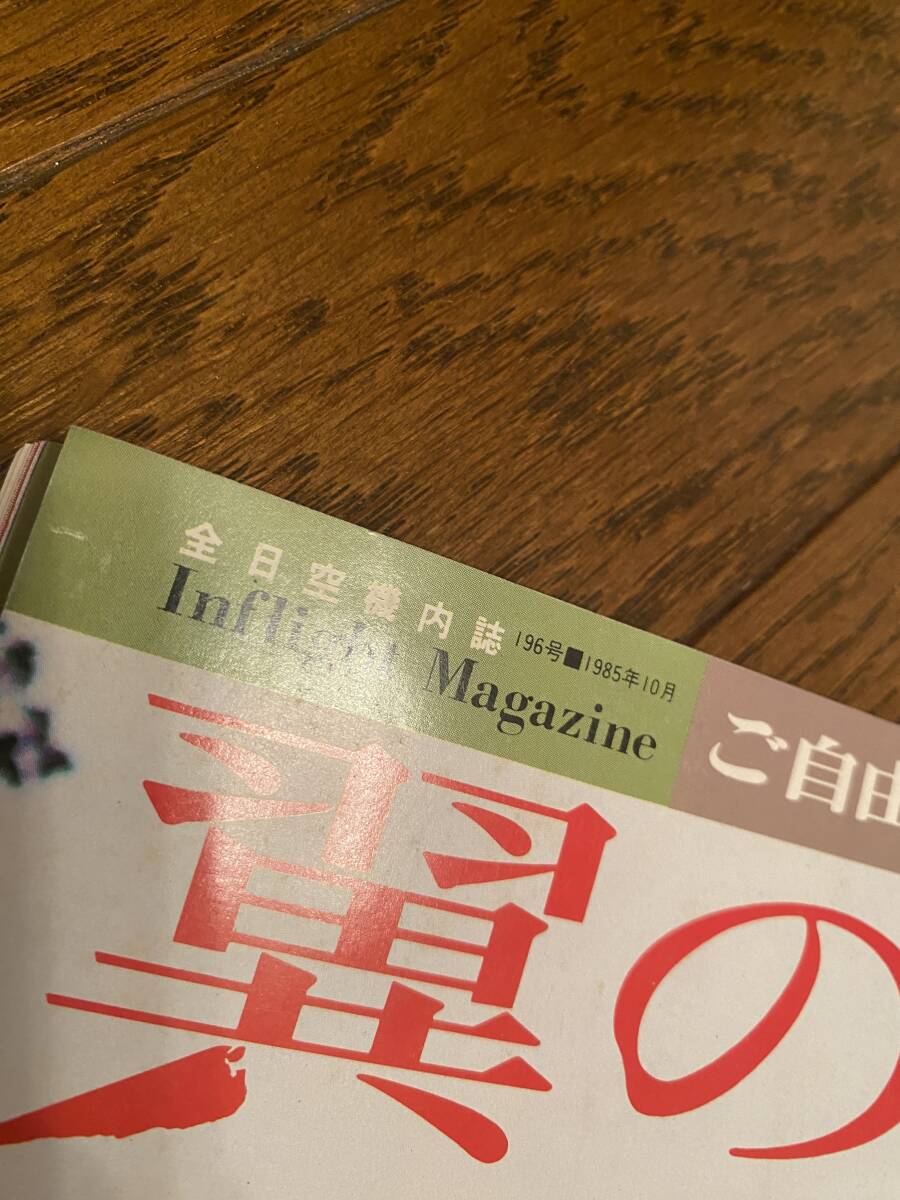 全日空機内誌 196号■1985年10月
Inflight Magazine
ご自由
翼の